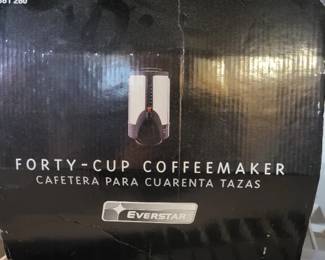 FORTY-CUP COFFEEMAKER
CAFETERA PARA CUARENTA TAZAS
EVERSTAR